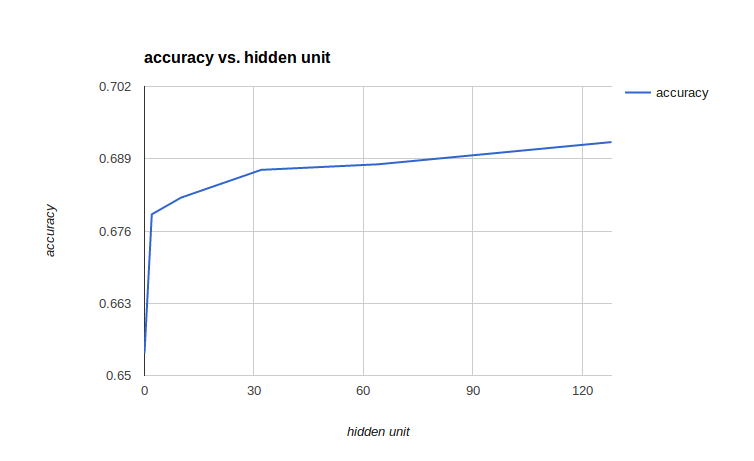 accuracy vs. hidden unit
0.702
accuracy
0.689
0.676
0.663
0.65
accuracy
0 30 60 90 120
hidden unit